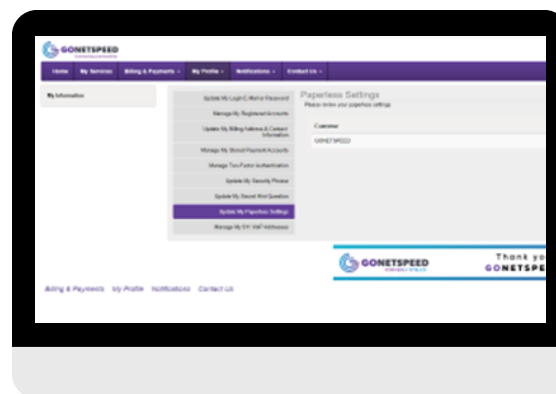 GONETSPEED
Home My Services Billing & Payments My Profile Notifications Contact Us
My Information
Update My Login E-Mail or Password
Manage My Registered Accounts
Update My Billing Address & Contact
Information
Manage My Stored Payment Accounts
Manage Two-Factor Authentication
Update My Security Phrase
Update My Secret Hint Question
Update My Paperless Settings
Manage My 911 VoIP Addresses
Paperless Settings
Please review your paperless settings
Customer
GONETSPEED
GONETSPEED
Thank yo
GONETSPE
Billing & Payments My Profile Notifications Contact Us